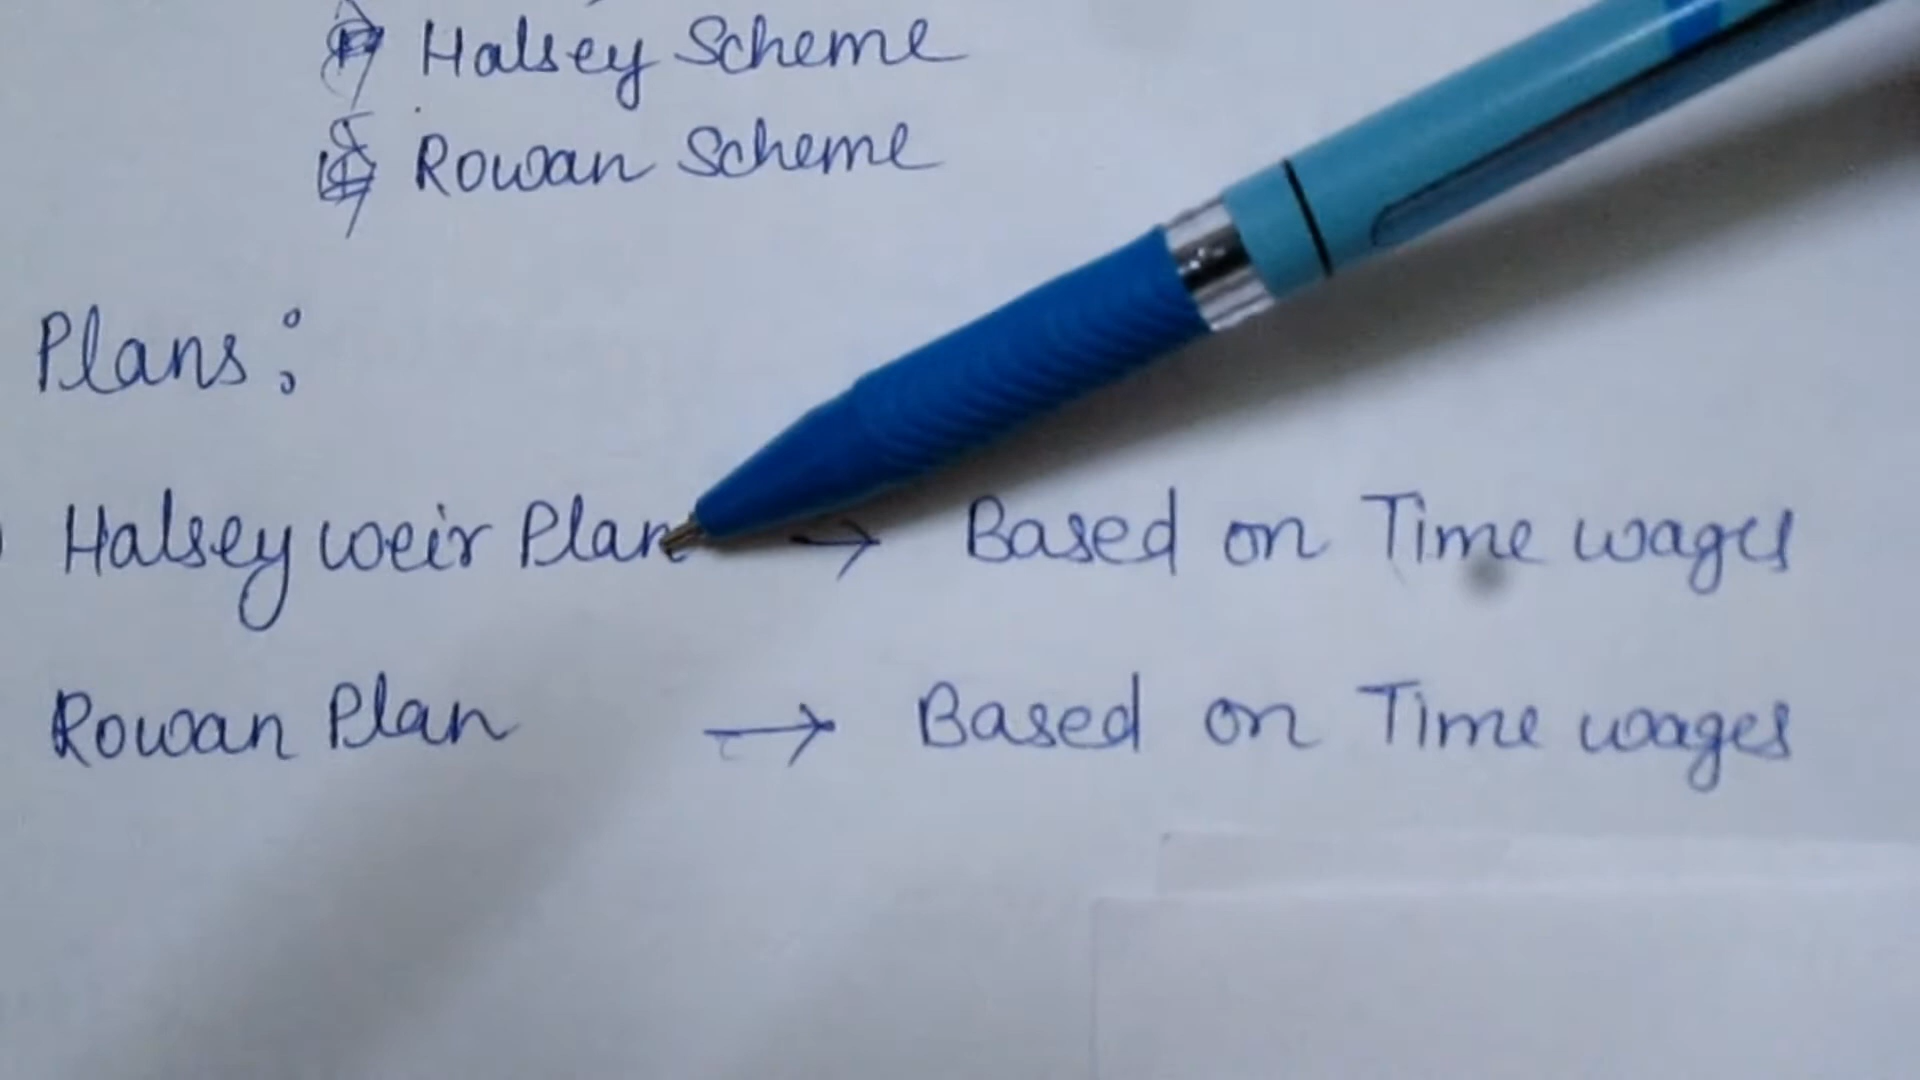 Halsey Scheme
Rowan Scheme
Plans:
Halsey weir Plan → Based on Time wages
Rowan Plan → Based on Time wages